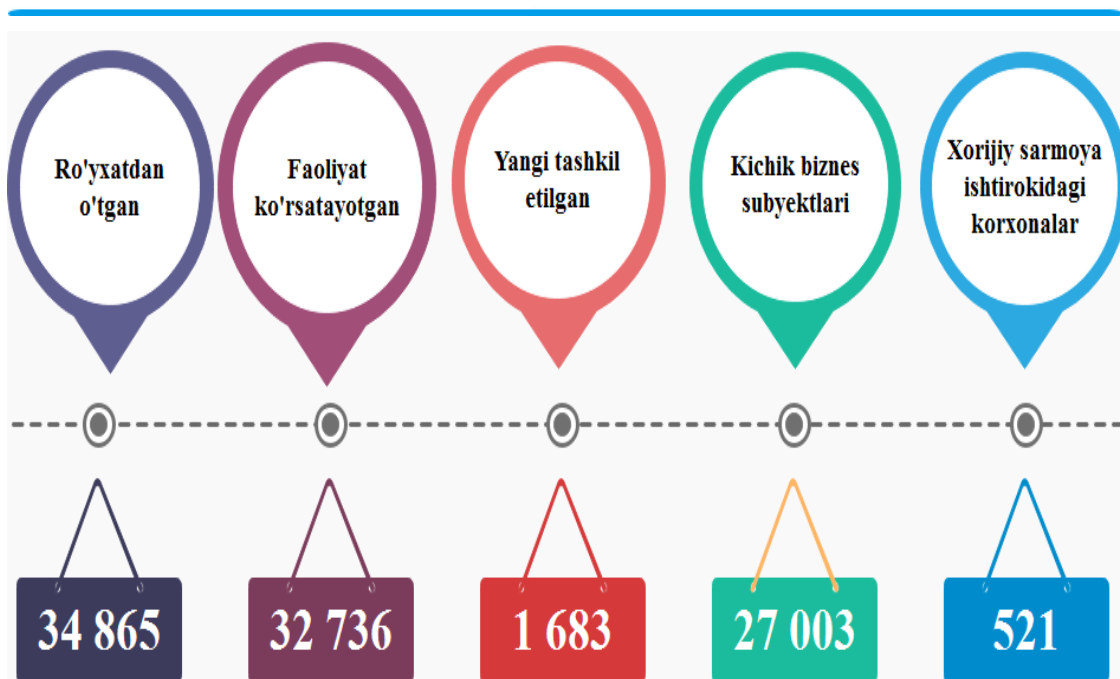 Ro'yxatdan
o'tgan
Faoliyat
ko'rsatayotgan
Yangi tashkil
etilgan
Kichik biznes
subyektlari
Xorijiy sarmoya
ishtirokidagi
korxonalar
34 865
32 736
1 683
27 003
521